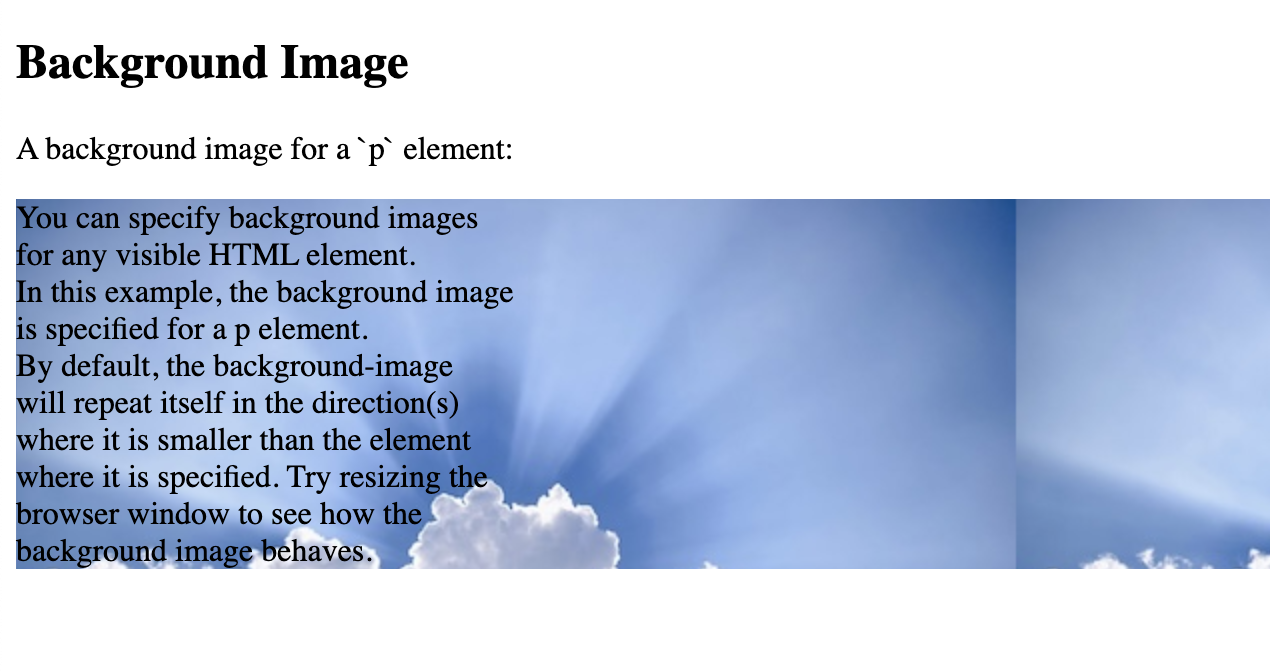 Background Image
A background image for a `p` element:
You can specify background images
for any visible HTML element.
In this example, the background image
is specified for a p element.
By default, the background-image
will repeat itself in the direction(s)
where it is smaller than the element
where it is specified. Try resizing the
browser window to see how the
background image behaves.